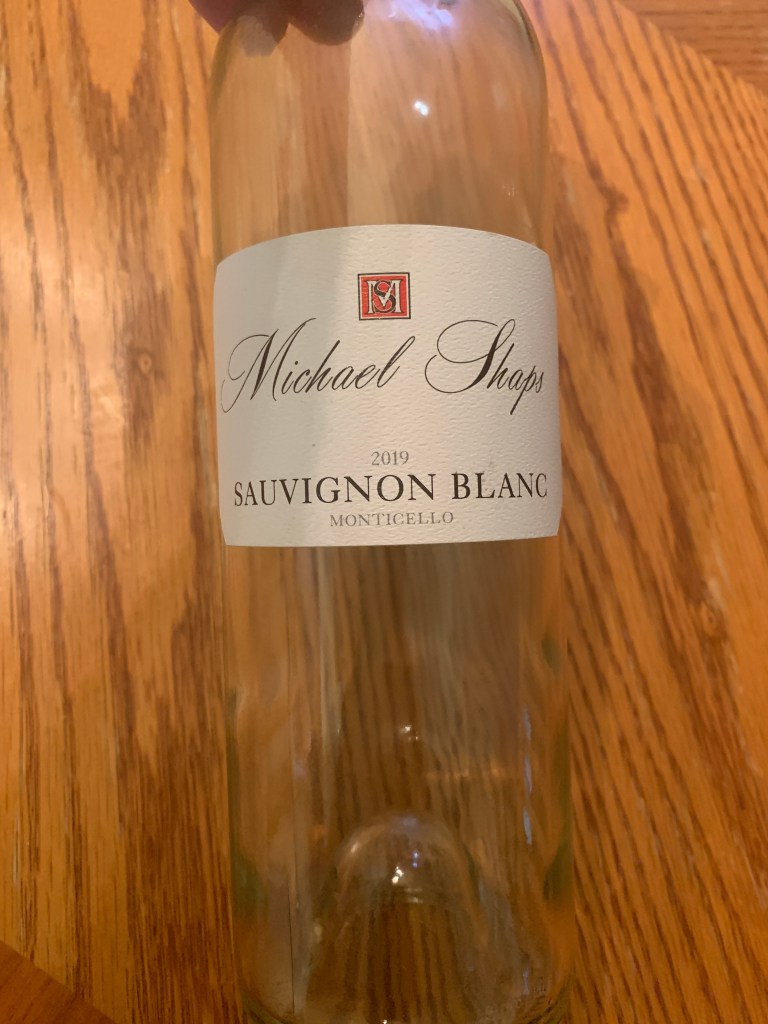 MS
Michael Shaps
2019
SAUVIGNON BLANC
MONTICELLO